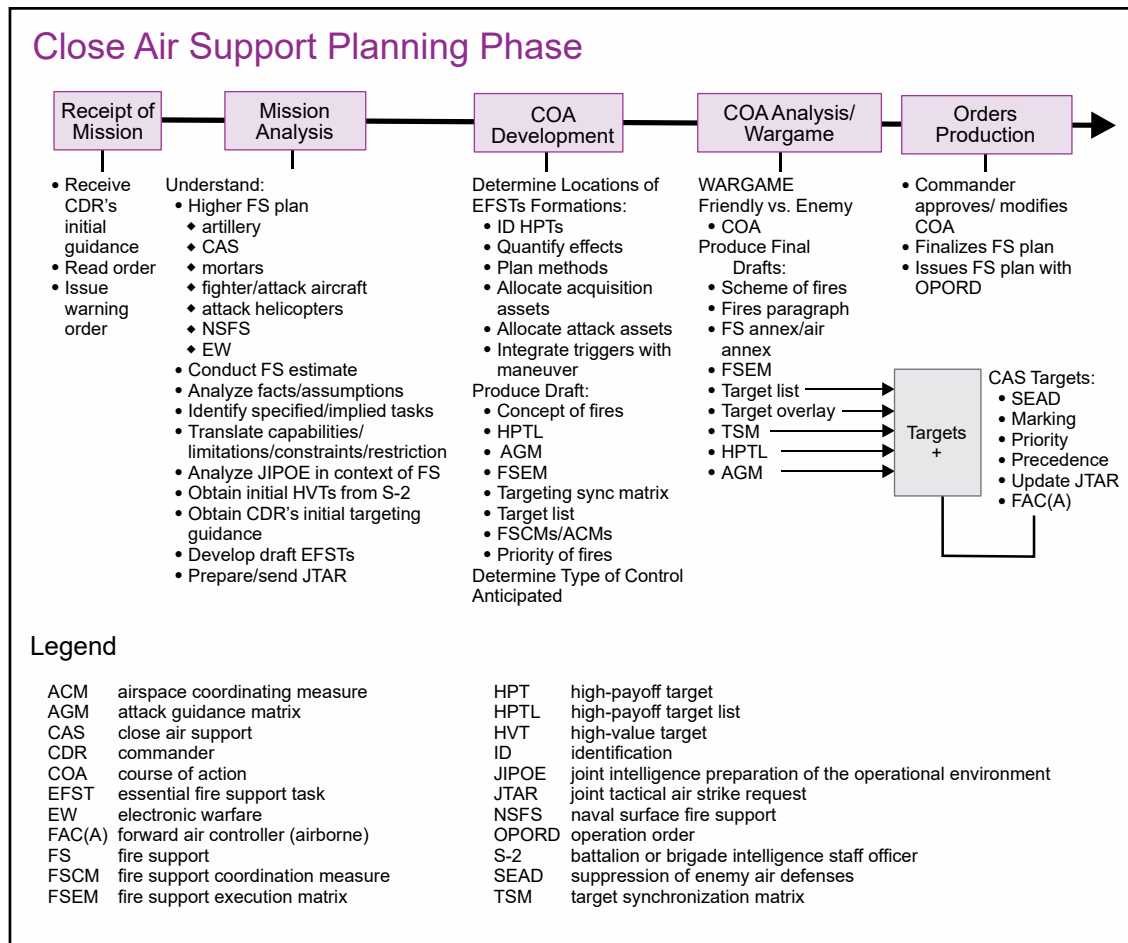 Close Air Support Planning Phase
Receipt of
Mission
Mission
Analysis
COA
Development
COA Analysis/
Wargame
Orders
Production
• Receive
CDR's
initial
guidance
• Read order
• Issue
warning
order
Understand:
• Higher FS plan
◆ artillery
◆ CAS
◆ mortars
◆ fighter/attack aircraft
◆ attack helicopters
◆ NSFS
◆ EW
• Conduct FS estimate
• Analyze facts/assumptions
• Identify specified/implied tasks
• Translate capabilities/
limitations/constraints/restriction
• Analyze JIPOE in context of FS
• Obtain initial HVTs from S-2
• Obtain CDR's initial targeting
guidance
• Develop draft EFSTs
• Prepare/send JTAR
Determine Locations of
EFSTs Formations:
• ID HPTs
• Quantify effects
• Plan methods
• Allocate acquisition
assets
• Allocate attack assets
• Integrate triggers with
maneuver
Produce Draft:
• Concept of fires
• HPTL
• AGM
• FSEM
• Targeting sync matrix
• Target list
• FSCMs/ACMs
• Priority of fires
Determine Type of Control
Anticipated
WARGAME
Friendly vs. Enemy
• COA
Produce Final
Drafts:
• Scheme of fires
• Fires paragraph
• FS annex/air
annex
• FSEM
• Target list
• Target overlay
• TSM
• HPTL
• AGM
• Commander
approves/ modifies
COA
• Finalizes FS plan
• Issues FS plan with
OPORD
Targets
+
CAS Targets:
• SEAD
• Marking
• Priority
• Precedence
• Update JTAR
• FAC(A)
Legend
ACM airspace coordinating measure
AGM attack guidance matrix
CAS close air support
CDR commander
COA course of action
EFST essential fire support task
EW electronic warfare
FAC(A) forward air controller (airborne)
FS fire support
FSCM fire support coordination measure
FSEM fire support execution matrix
HPT high-payoff target
HPTL high-payoff target list
HVT high-value target
ID identification
JIPOE joint intelligence preparation of the operational environment
JTAR joint tactical air strike request
NSFS naval surface fire support
OPORD operation order
S-2 battalion or brigade intelligence staff officer
SEAD suppression of enemy air defenses
TSM target synchronization matrix